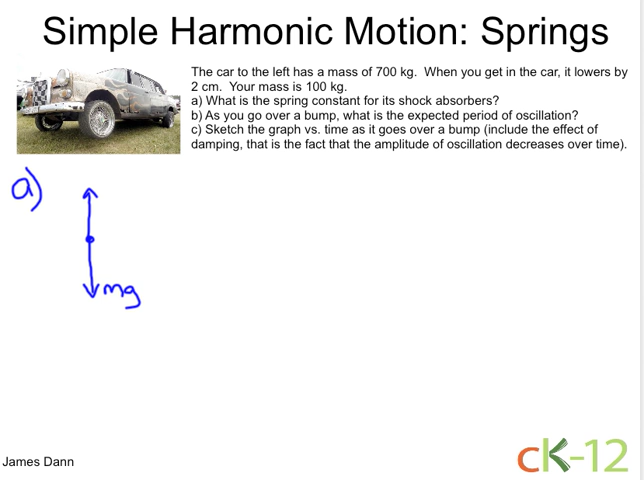 Simple Harmonic Motion: Springs
The car to the left has a mass of 700 kg. When you get in the car, it lowers by
2 cm. Your mass is 100 kg.
a) What is the spring constant for its shock absorbers?
b) As you go over a bump, what is the expected period of oscillation?
c) Sketch the graph vs. time as it goes over a bump (include the effect of
damping, that is the fact that the amplitude of oscillation decreases over time).
a)
mg
James Dann
cK-12